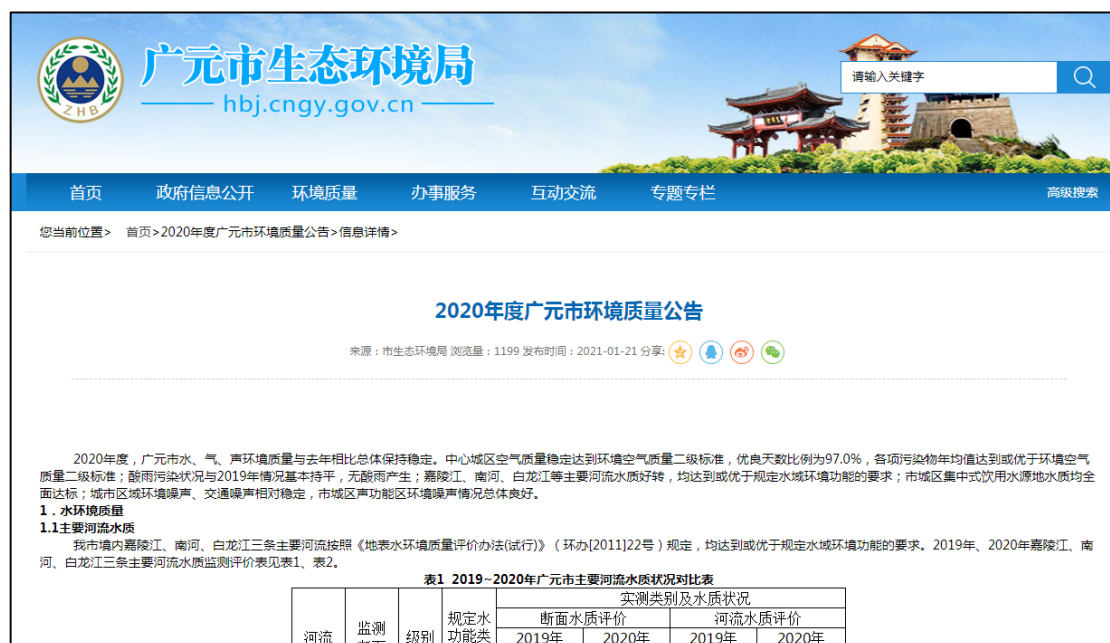 广元市生态环境局
hbj.cngy.gov.cn
ZHB
请输入关键字
首页 政府信息公开 环境质量 办事服务 互动交流 专题专栏 高级搜索
您当前位置> 首页>2020年度广元市环境质量公告>信息详情>
2020年度广元市环境质量公告
来源：市生态环境局 浏览量：1199 发布时间：2021-01-21 分享:
2020年度，广元市水、气、声环境质量与去年相比总体保持稳定。中心城区空气质量稳定达到环境空气质量二级标准，优良天数比例为97.0%，各项污染物年均值达到或优于环境空气
质量二级标准；酸雨污染状况与2019年情况基本持平，无酸雨产生；嘉陵江、南河、白龙江等主要河流水质好转，均达到或优于规定水域环境功能的要求；市城区集中式饮用水源地水质均全
面达标；城市区域环境噪声、交通噪声相对稳定，市城区声功能区环境噪声情况总体良好。
1．水环境质量
1.1主要河流水质
我市境内嘉陵江、南河、白龙江三条主要河流按照《地表水环境质量评价办法(试行)》（环办[2011]22号）规定，均达到或优于规定水域环境功能的要求。2019年、2020年嘉陵江、南
河、白龙江三条主要河流水质监测评价表见表1、表2。
表1 2019~2020年广元市主要河流水质状况对比表
实测类别及水质状况
规定水 断面水质评价 河流水质评价
河流 监测 级别 功能类 2019年 2020年 2019年 2020年